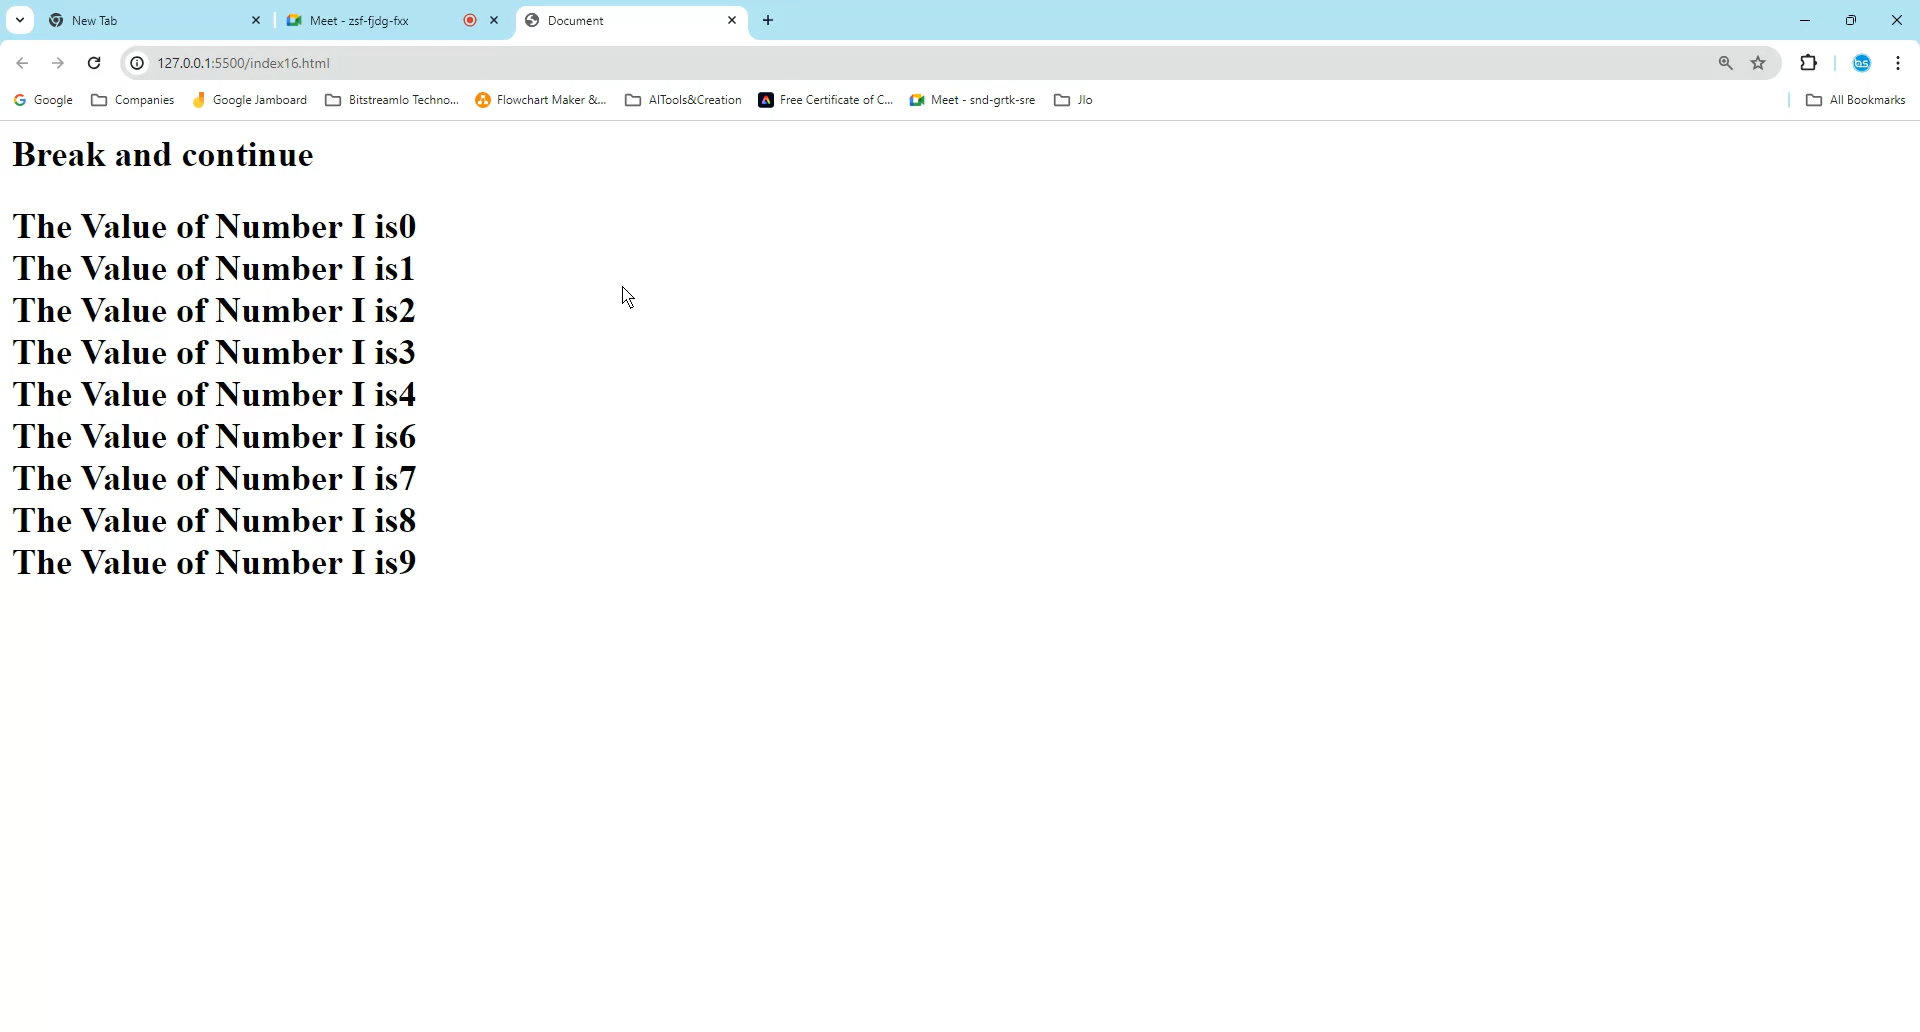 New Tab
Meet - zsf-fjdg-fxx
Document
127.0.0.1:5500/index16.html
Google
Companies
Google Jamboard
Bitstreamlo Techno...
Flowchart Maker &...
AITools&Creation
Free Certificate of C...
Meet - snd-grtk-sre
Jlo
All Bookmarks
Break and continue
The Value of Number I is0
The Value of Number I is1
The Value of Number I is2
The Value of Number I is3
The Value of Number I is4
The Value of Number I is6
The Value of Number I is7
The Value of Number I is8
The Value of Number I is9